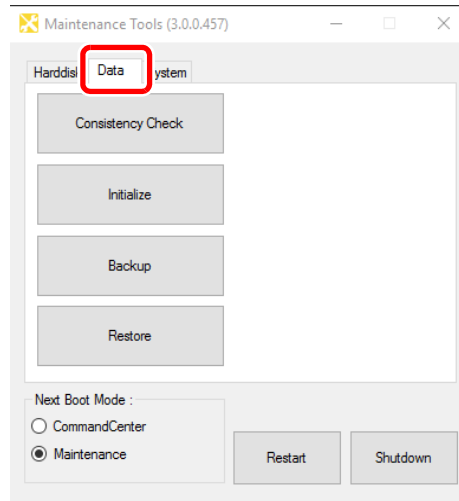 Maintenance Tools (3.0.0.457)
Harddis Data ystem
Consistency Check
Initialize
Backup
Restore
Next Boot Mode :
CommandCenter
Maintenance
Restart Shutdown